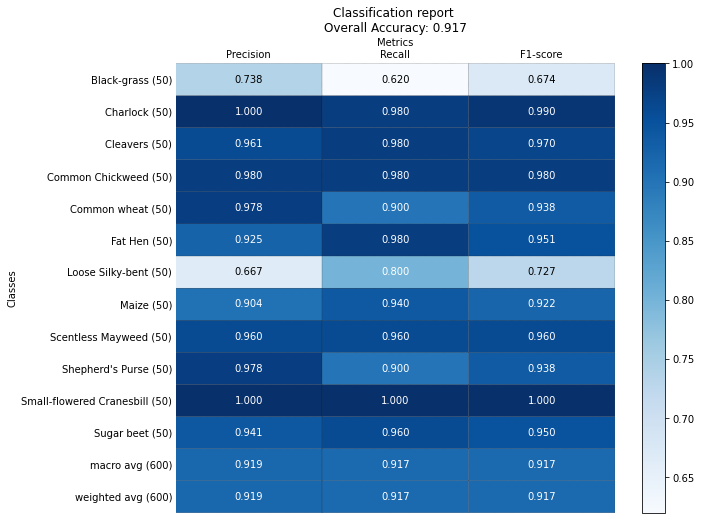 Classification report
Overall Accuracy: 0.917
Metrics
Precision Recall F1-score
Classes
Black-grass (50) 0.738 0.620 0.674
Charlock (50) 1.000 0.980 0.990
Cleavers (50) 0.961 0.980 0.970
Common Chickweed (50) 0.980 0.980 0.980
Common wheat (50) 0.978 0.900 0.938
Fat Hen (50) 0.925 0.980 0.951
Loose Silky-bent (50) 0.667 0.800 0.727
Maize (50) 0.904 0.940 0.922
Scentless Mayweed (50) 0.960 0.960 0.960
Shepherd's Purse (50) 0.978 0.900 0.938
Small-flowered Cranesbill (50) 1.000 1.000 1.000
Sugar beet (50) 0.941 0.960 0.950
macro avg (600) 0.919 0.917 0.917
weighted avg (600) 0.919 0.917 0.917
1.00
0.95
0.90
0.85
0.80
0.75
0.70
0.65